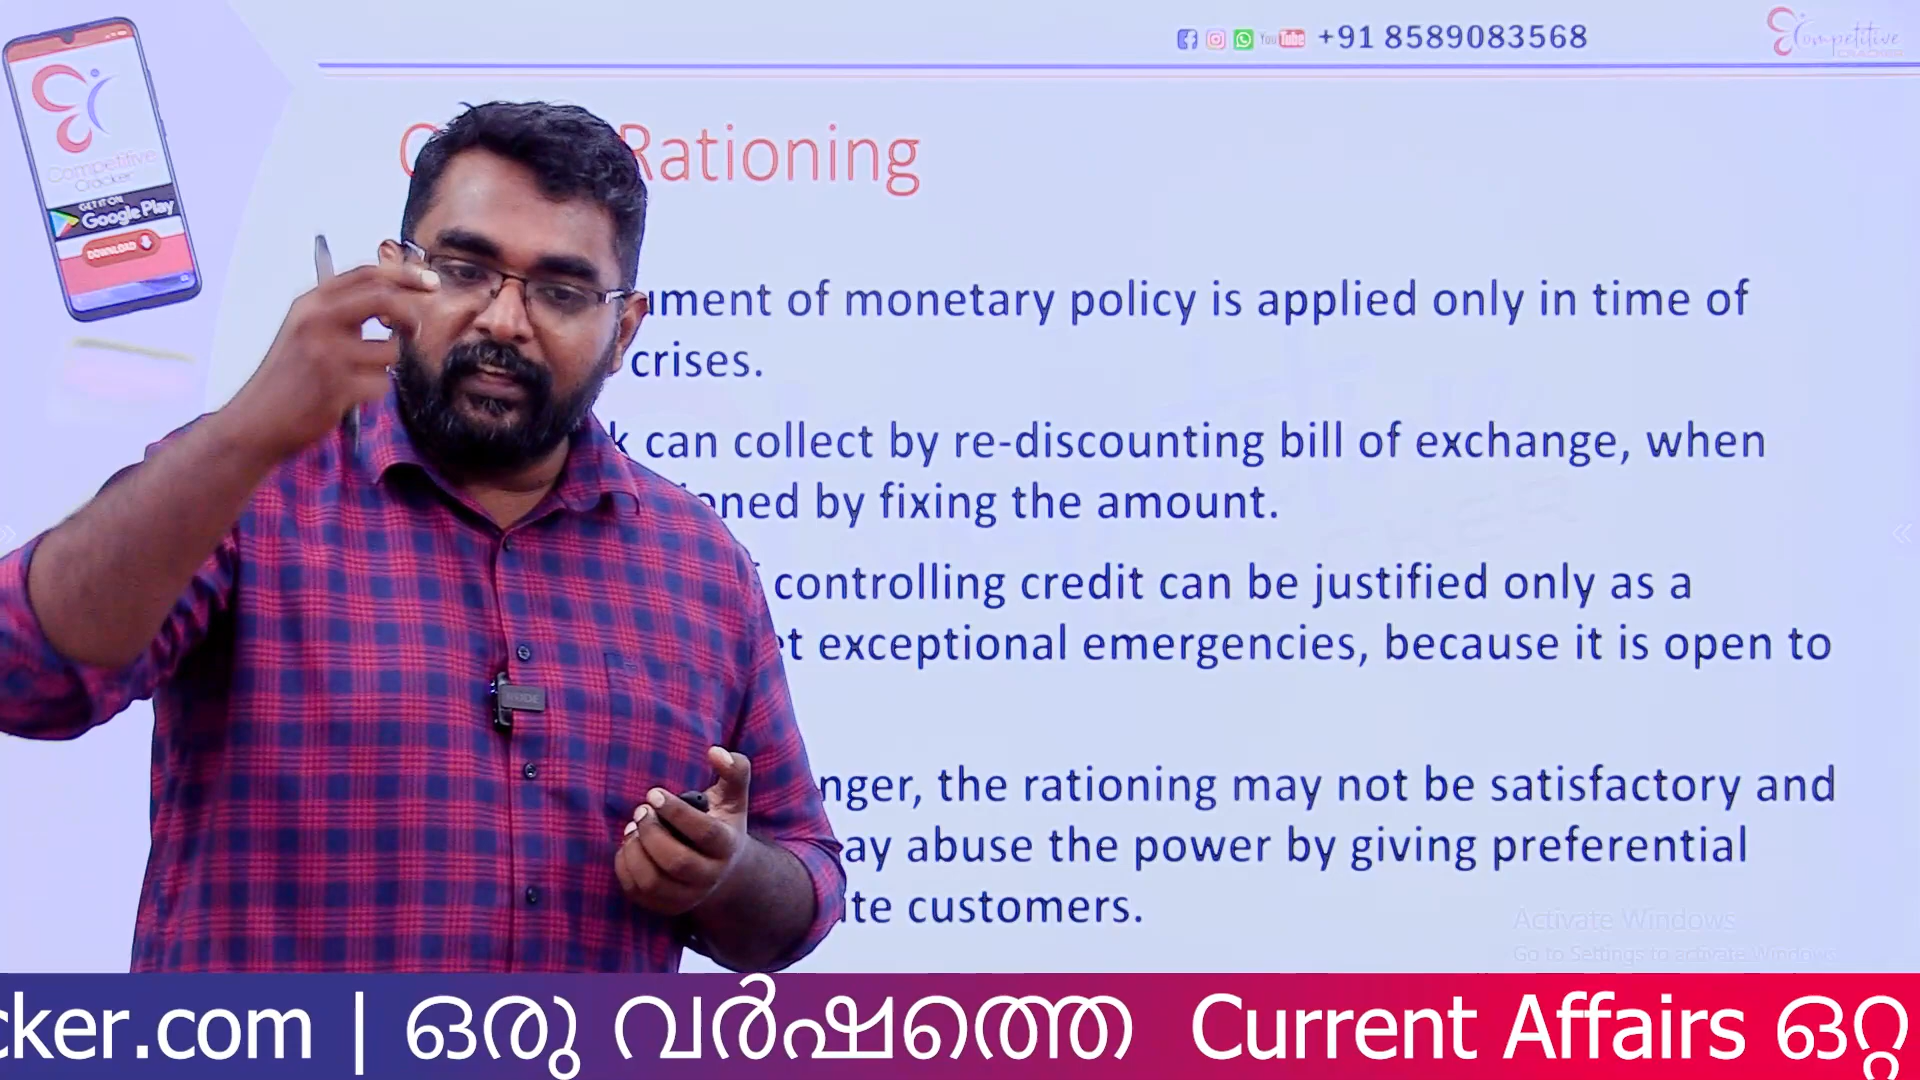 +91 8589083568
Competitive
Competitive
Cracker
GET IT ON
Google Play
DOWNLOAD
Rationing
ument of monetary policy is applied only in time of
crises.
k can collect by re-discounting bill of exchange, when
ned by fixing the amount.
controlling credit can be justified only as a
et exceptional emergencies, because it is open to
nger, the rationing may not be satisfactory and
ay abuse the power by giving preferential
ite customers.
Activate Windows
Go to Settings to activate Windows.
cker.com | ഒരു വർഷത്തെ Current Affairs ഒറ്റ